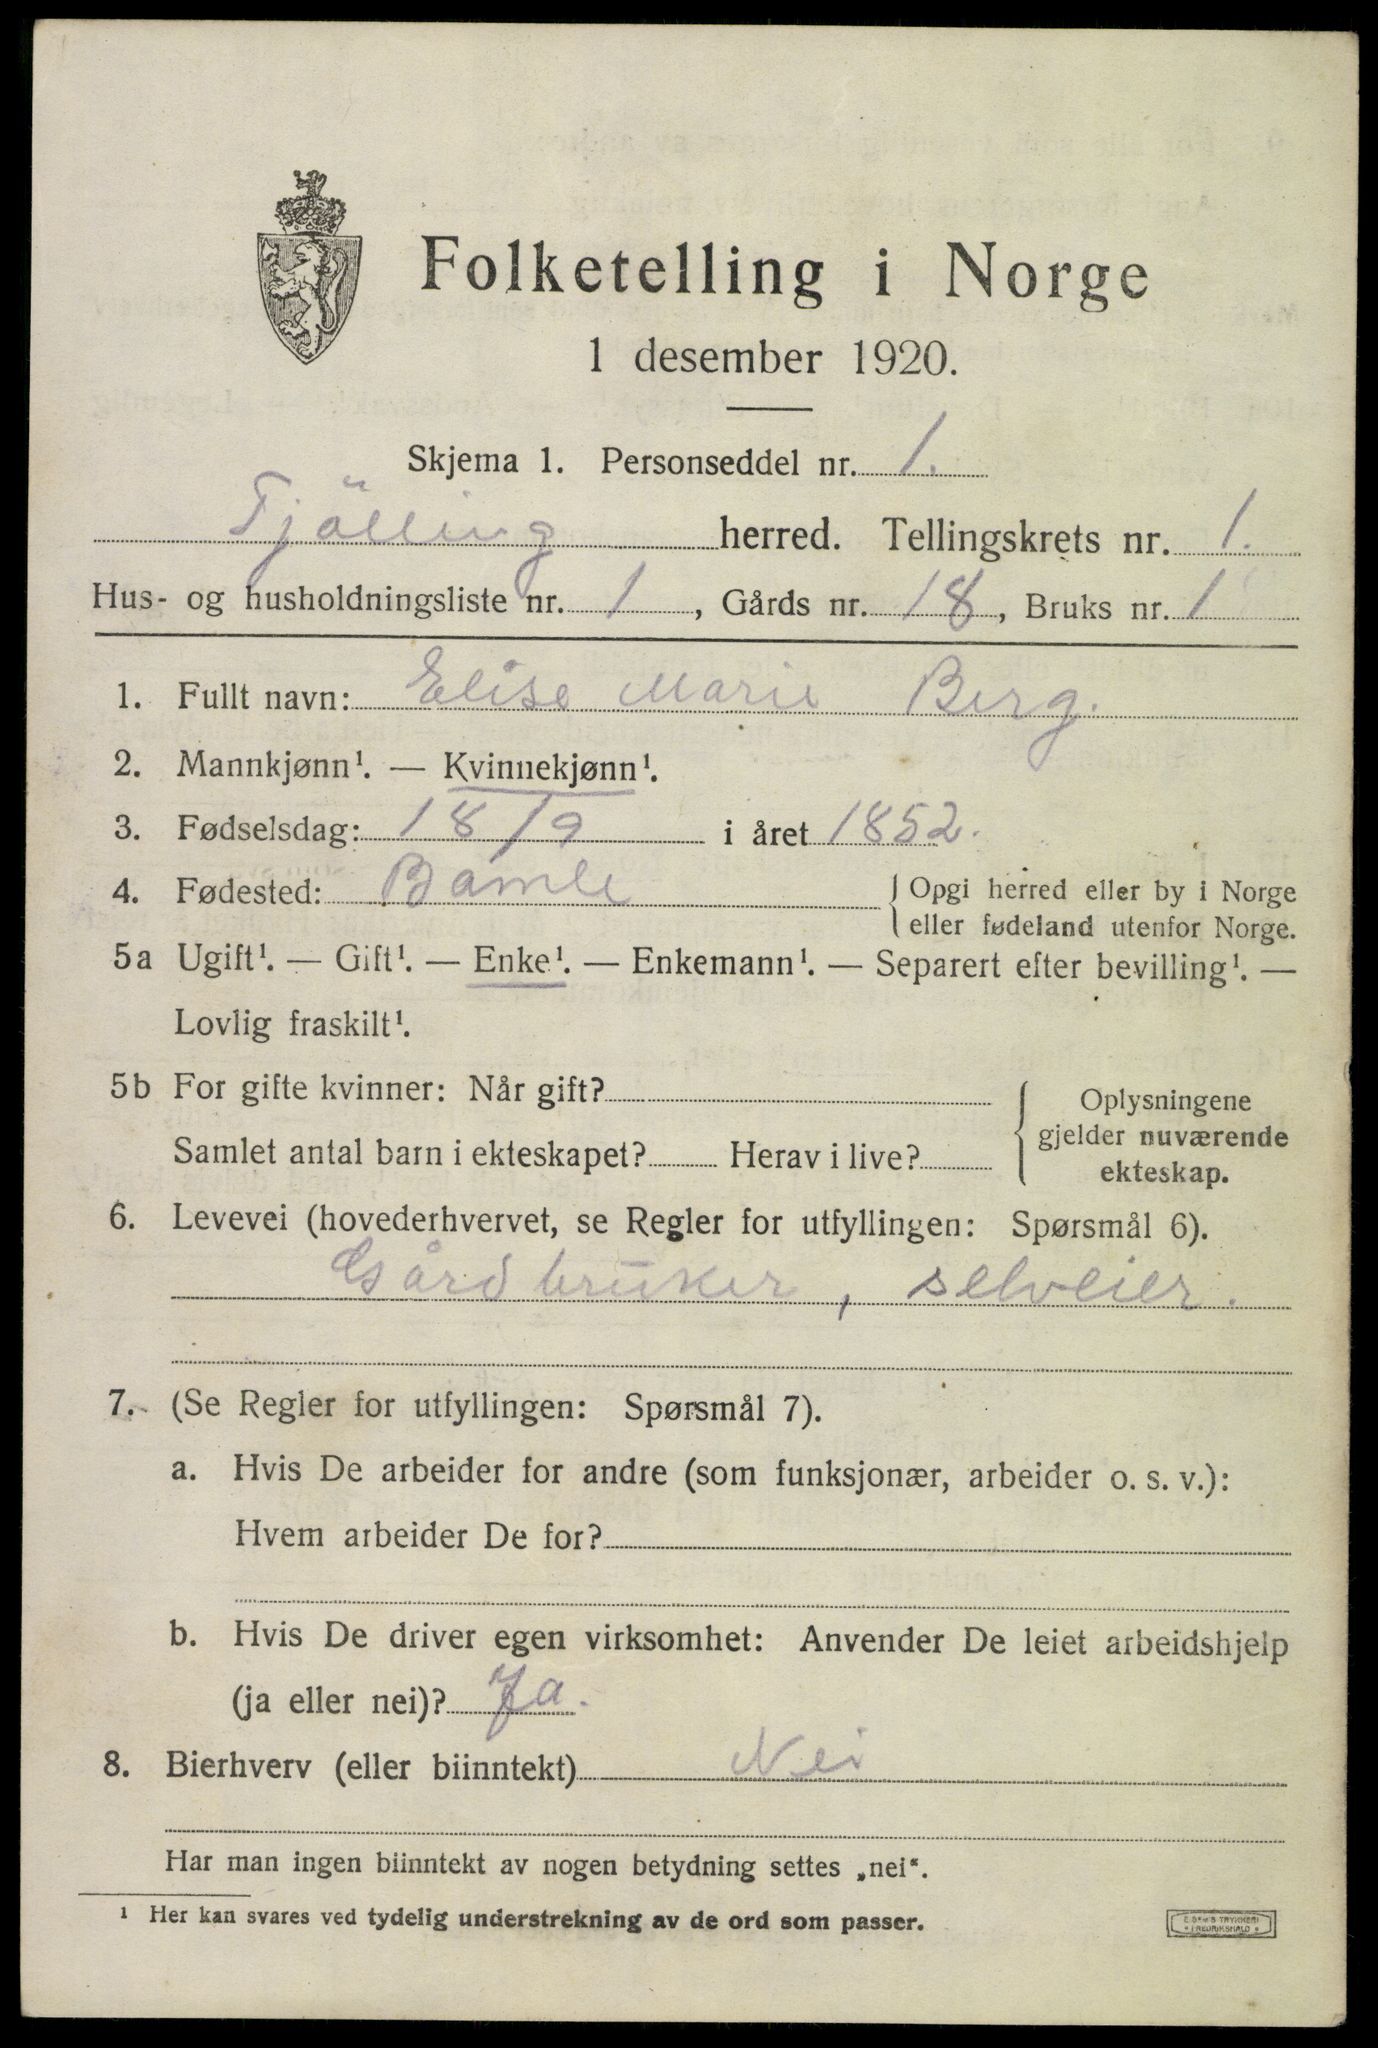 Folketelling i Norge
1 desember 1920.
Skjema 1. Personseddel nr. 1.
Tjölling herred. Tellingskrets nr. 1.
Hus- og husholdningsliste nr. 1, Gårds nr. 18, Bruks nr. 1
1. Fullt navn: Elise Marie Berg.
2. Mannkjønn¹. — Kvinnekjønn¹.
3. Fødselsdag: 18/9 i året 1852.
4. Fødested: Bamle { Opgi herred eller by i Norge
eller fødeland utenfor Norge.
5a Ugift¹. — Gift¹. — Enke¹. — Enkemann¹. — Separert efter bevilling¹. —
Lovlig fraskilt¹.
5b For gifte kvinner: Når gift?
Samlet antal barn i ekteskapet? Herav i live?
Oplysningene
gjelder nuværende
ekteskap.
6. Levevei (hovederhvervet, se Regler for utfyllingen: Spørsmål 6).
Gårdbruker, selveier.
7. (Se Regler for utfyllingen: Spørsmål 7).
a. Hvis De arbeider for andre (som funksjonær, arbeider o. s. v.):
Hvem arbeider De for?
b. Hvis De driver egen virksomhet: Anvender De leiet arbeidshjelp
(ja eller nei)? Ja.
8. Bierhverv (eller biinntekt) Nei
Har man ingen biinntekt av nogen betydning settes „nei“.
¹ Her kan svares ved tydelig understrekning av de ord som passer.
TRYKKERI
FREDRIKSHALD